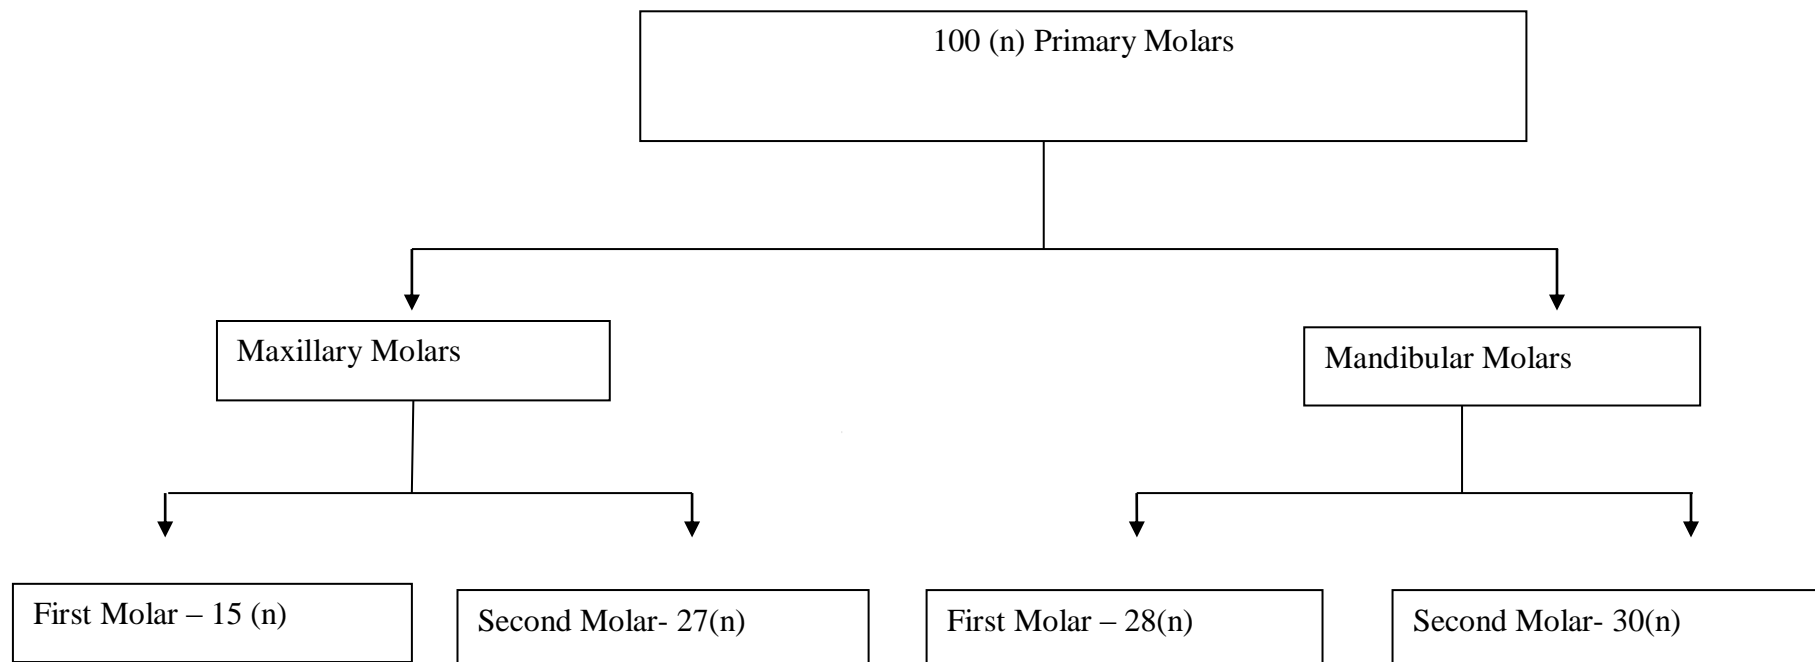 100 (n) Primary Molars
Maxillary Molars
Mandibular Molars
First Molar – 15 (n)
Second Molar- 27(n)
First Molar – 28(n)
Second Molar- 30(n)